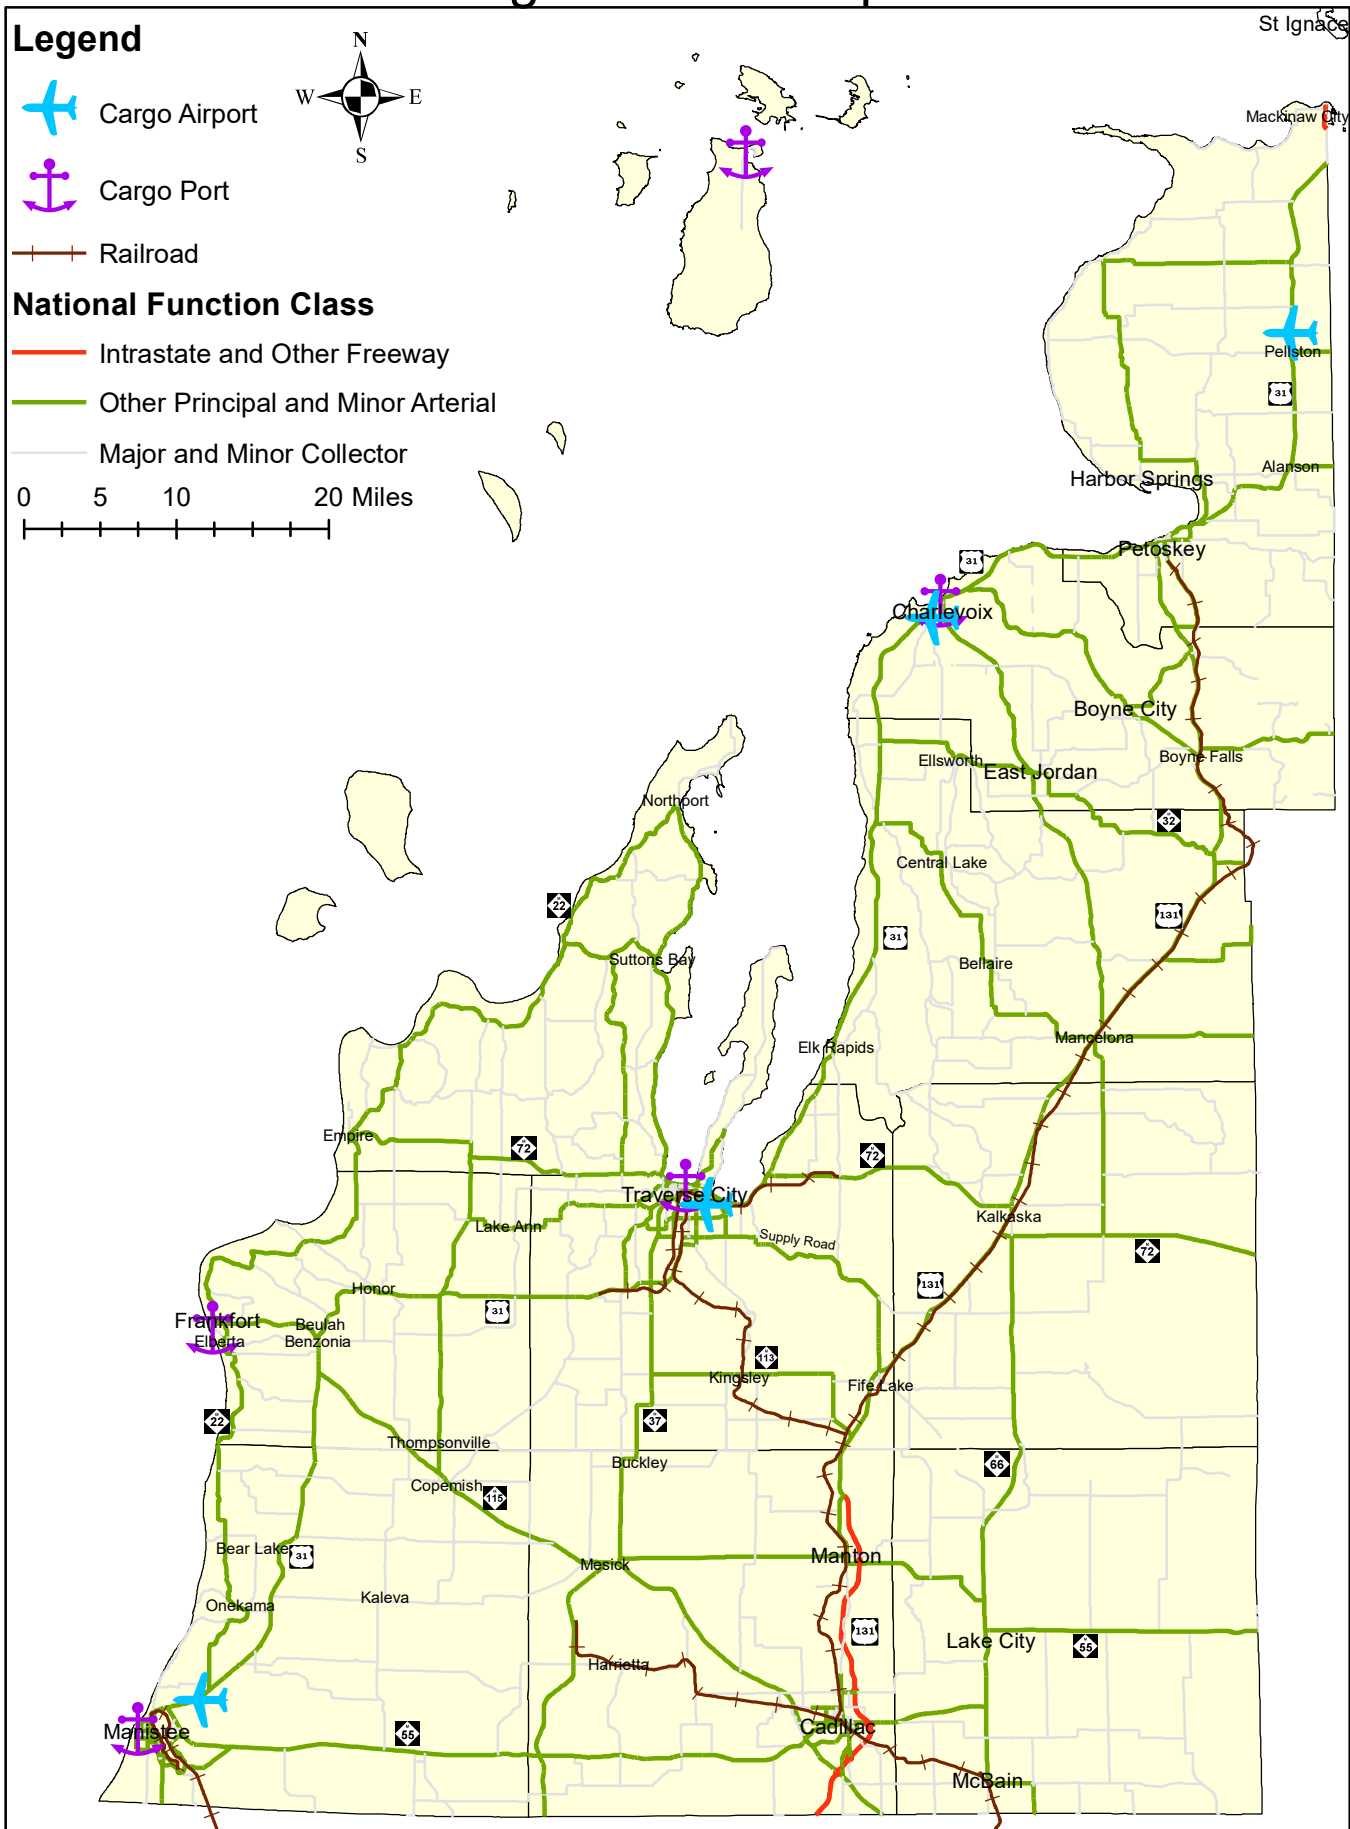 Legend
N
W
E
S
Cargo Airport
Cargo Port
Railroad
National Function Class
Intrastate and Other Freeway
Other Principal and Minor Arterial
Major and Minor Collector
0 5 10 20 Miles
St Ignace
Mackinaw City
Pellston
31
Alanson
Harbor Springs
Petoskey
31
Charlevoix
Boyne City
Boyne Falls
Ellsworth
East Jordan
Northport
32
Central Lake
22
131
31
Suttons Bay
Bellaire
Mancelona
Elk Rapids
Empire
72
72
Traverse City
Kalkaska
Lake Ann
Supply Road
72
131
Honor
31
Frankfort
Beulah
Elberta
Benzonia
113
Kingsley
Fife Lake
22
37
Thompsonville
Buckley
66
Copemish
115
Bear Lake
31
Mesick
Manton
Kaleva
Onekama
131
Lake City
55
Harrietta
Manistee
55
Cadillac
McBain